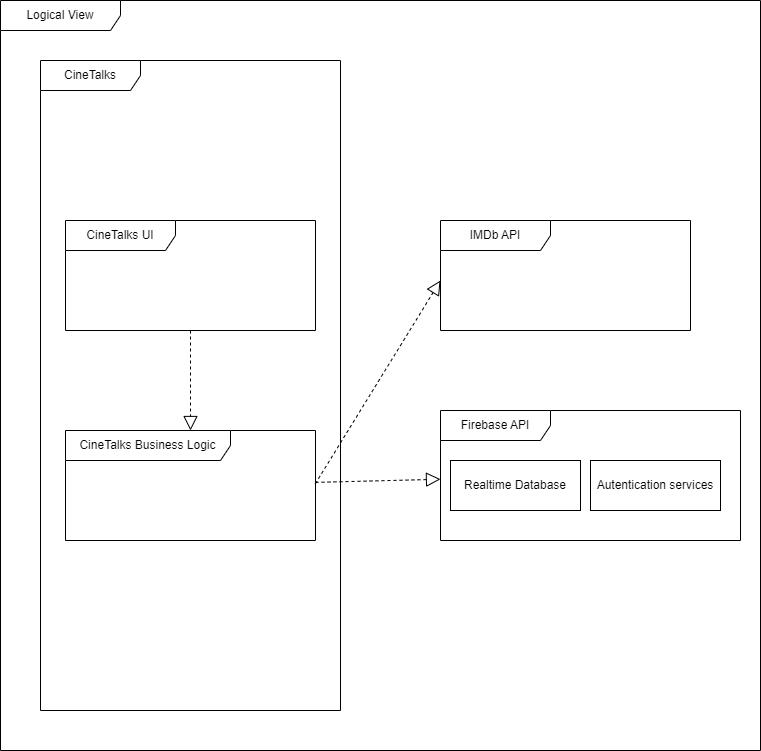 Logical View
CineTalks
CineTalks UI
IMDb API
CineTalks Business Logic
Firebase API
Realtime Database
Autentication services